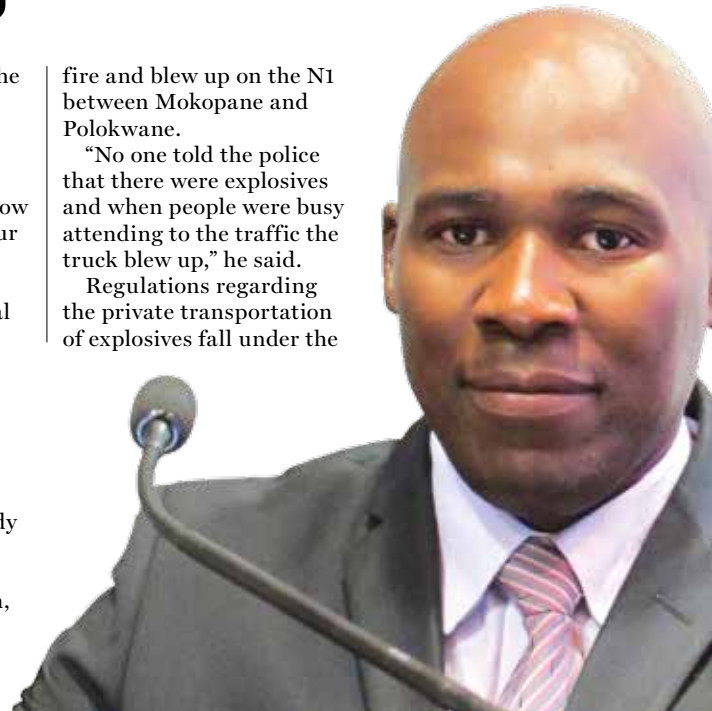 fire and blew up on the N1
between Mokopane and
Polokwane.
“No one told the police
that there were explosives
and when people were busy
attending to the traffic the
truck blew up,” he said.
Regulations regarding
the private transportation
of explosives fall under the